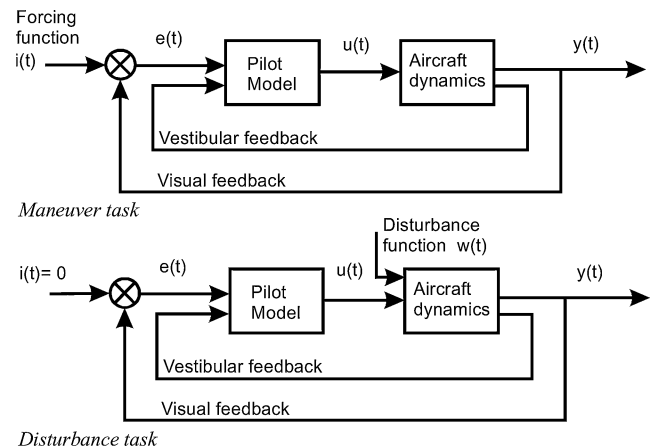 Forcing
function
i(t)
e(t)
Pilot
Model
u(t)
Aircraft
dynamics
y(t)
Vestibular feedback
Visual feedback
Maneuver task
Disturbance
function w(t)
i(t)= 0
e(t)
Pilot
Model
u(t)
Aircraft
dynamics
y(t)
Vestibular feedback
Visual feedback
Disturbance task